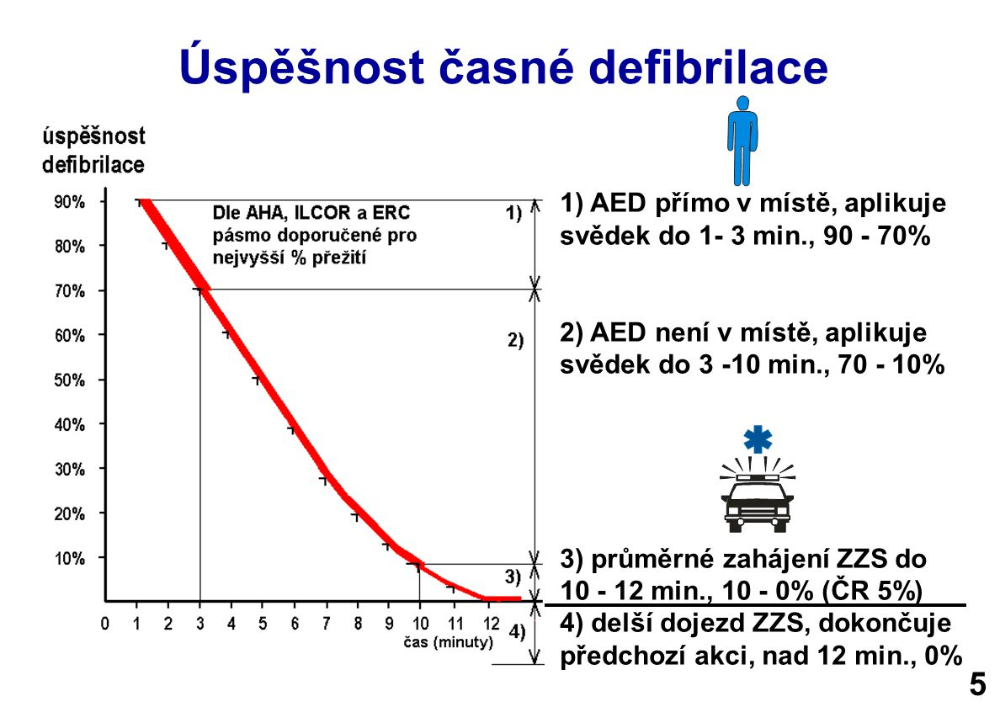 Úspěšnost časné defibrilace
úspěšnost
defibrilace
90%
80%
70%
60%
50%
40%
30%
20%
10%
Dle AHA, ILCOR a ERC
pásmo doporučené pro
nejvyšší % přežití
1)
2)
3)
4)
0 1 2 3 4 5 6 7 8 9 10 11 12
čas (minuty)
1) AED přímo v místě, aplikuje
svědek do 1- 3 min., 90 - 70%
2) AED není v místě, aplikuje
svědek do 3 -10 min., 70 - 10%
3) průměrné zahájení ZZS do
10 - 12 min., 10 - 0% (ČR 5%)
4) delší dojezd ZZS, dokončuje
předchozí akci, nad 12 min., 0%
5